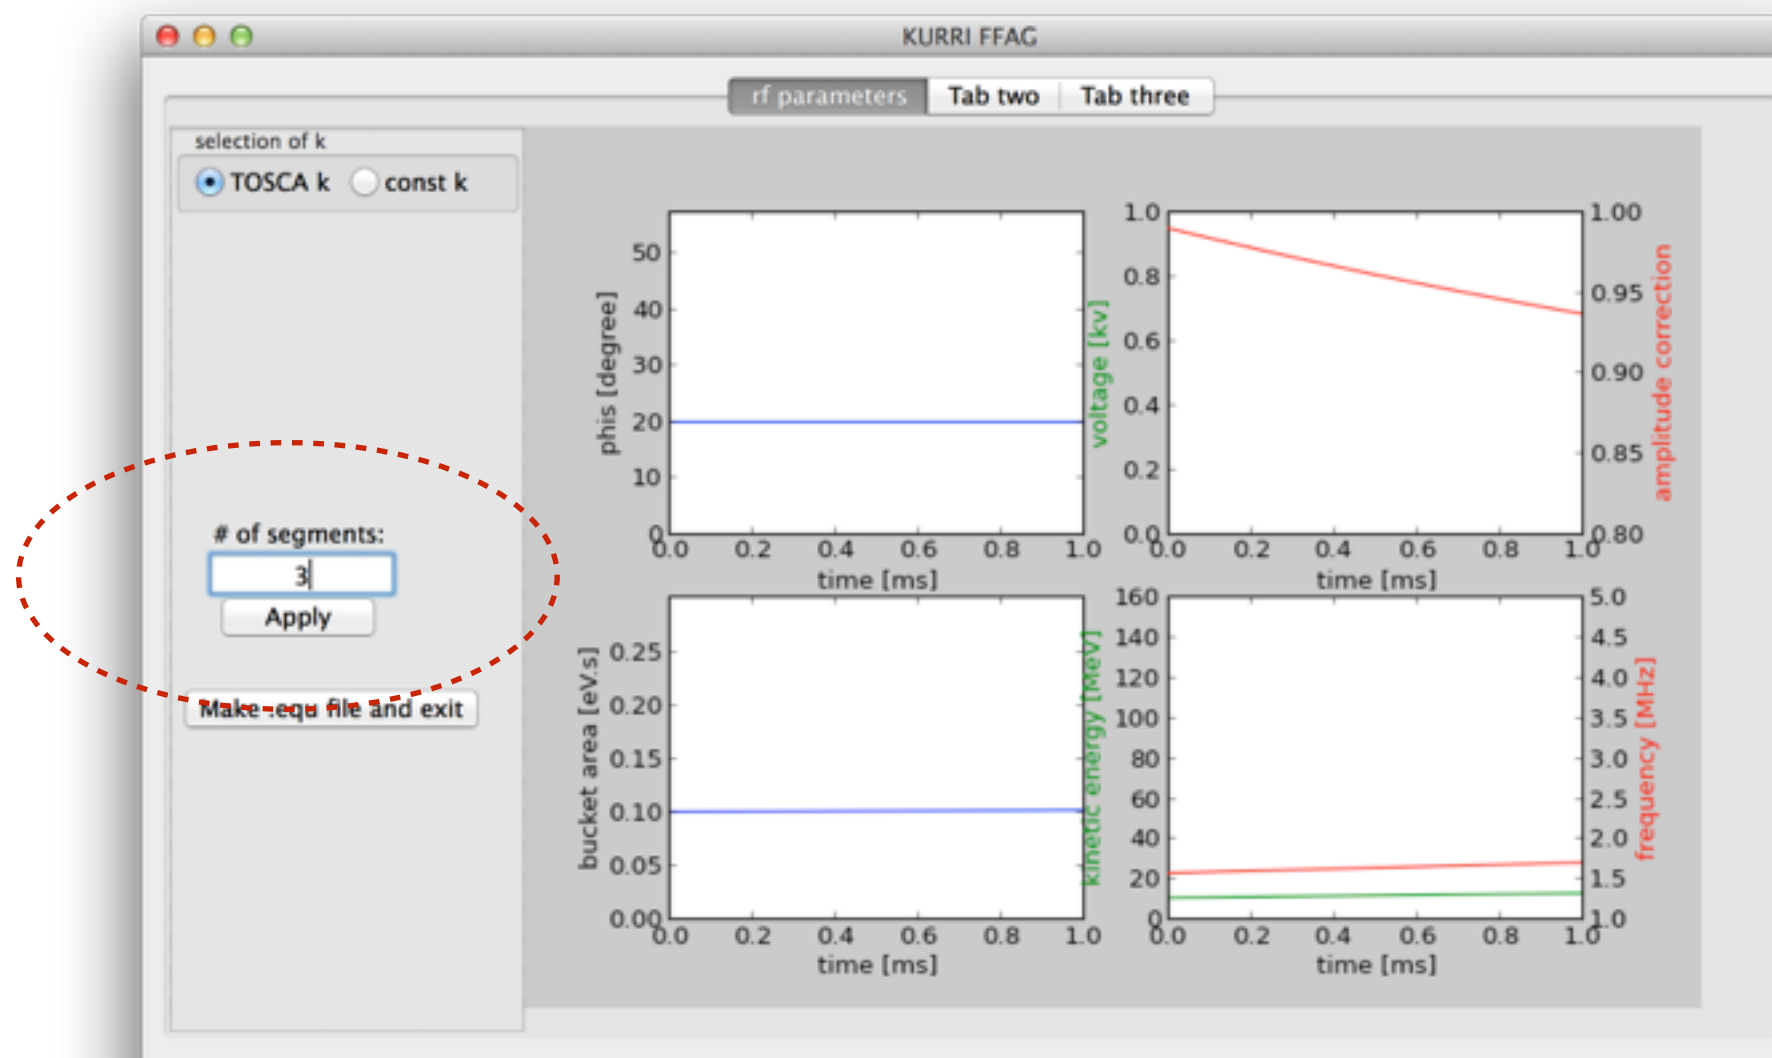 KURRI FFAG
rf parameters Tab two Tab three
selection of k
TOSCA k const k
# of segments:
3
Apply
Make .equ file and exit
phis [degree]
50
40
30
20
10
0
0.0 0.2 0.4 0.6 0.8 1.0
time [ms]
voltage [kv]
1.0
0.8
0.6
0.4
0.2
0.0
amplitude correction
1.00
0.95
0.90
0.85
0.80
0.0 0.2 0.4 0.6 0.8 1.0
time [ms]
bucket area [eV.s]
0.25
0.20
0.15
0.10
0.05
0.00
0.0 0.2 0.4 0.6 0.8 1.0
time [ms]
kinetic energy [MeV]
160
140
120
100
80
60
40
20
0
frequency [MHz]
5.0
4.5
4.0
3.5
3.0
2.5
2.0
1.5
1.0
0.0 0.2 0.4 0.6 0.8 1.0
time [ms]